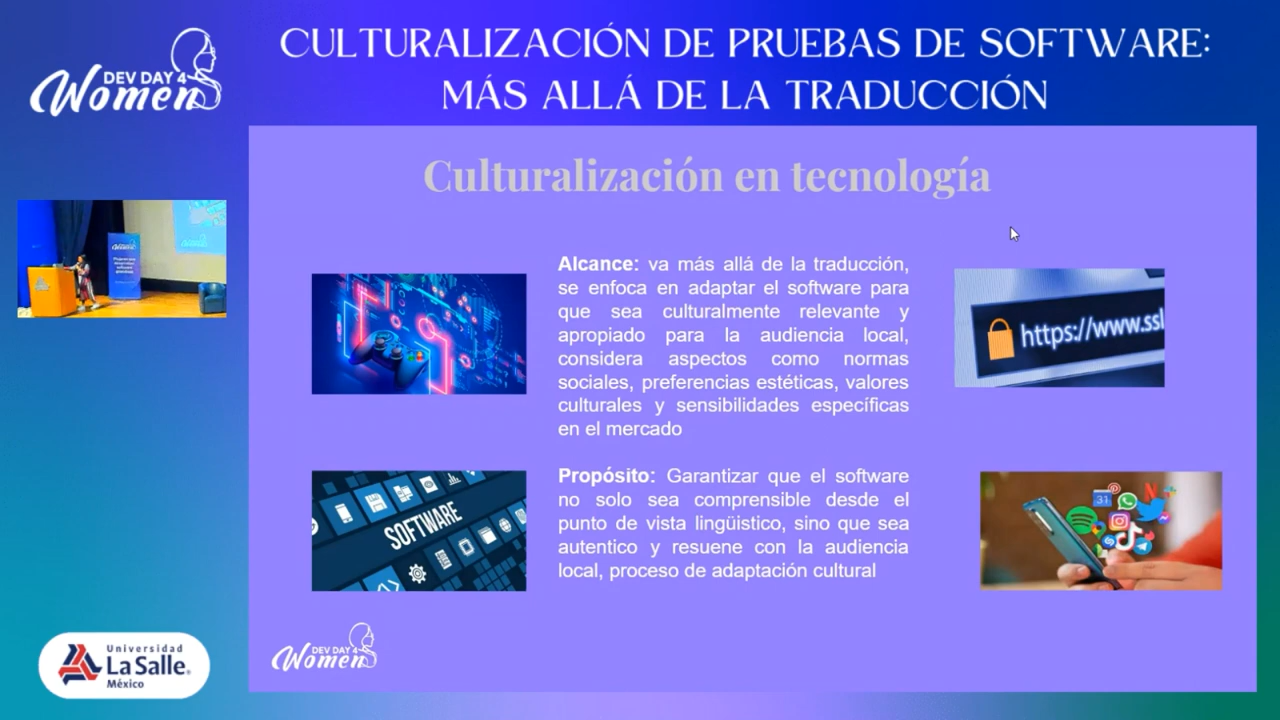 DEV DAY 4
Women
CULTURALIZACIÓN DE PRUEBAS DE SOFTWARE:
MÁS ALLÁ DE LA TRADUCCIÓN
Culturalización en tecnología
Alcance: va más allá de la traducción,
se enfoca en adaptar el software para
que sea culturalmente relevante y
apropiado para la audiencia local,
considera aspectos como normas
sociales, preferencias estéticas, valores
culturales y sensibilidades específicas
en el mercado
https://www.ssl
Propósito: Garantizar que el software
no solo sea comprensible desde el
punto de vista lingüistico, sino que sea
autentico y resuene con la audiencia
local, proceso de adaptación cultural
SOFTWARE
31
DEV DAY 4
Women
Universidad
La Salle®
México